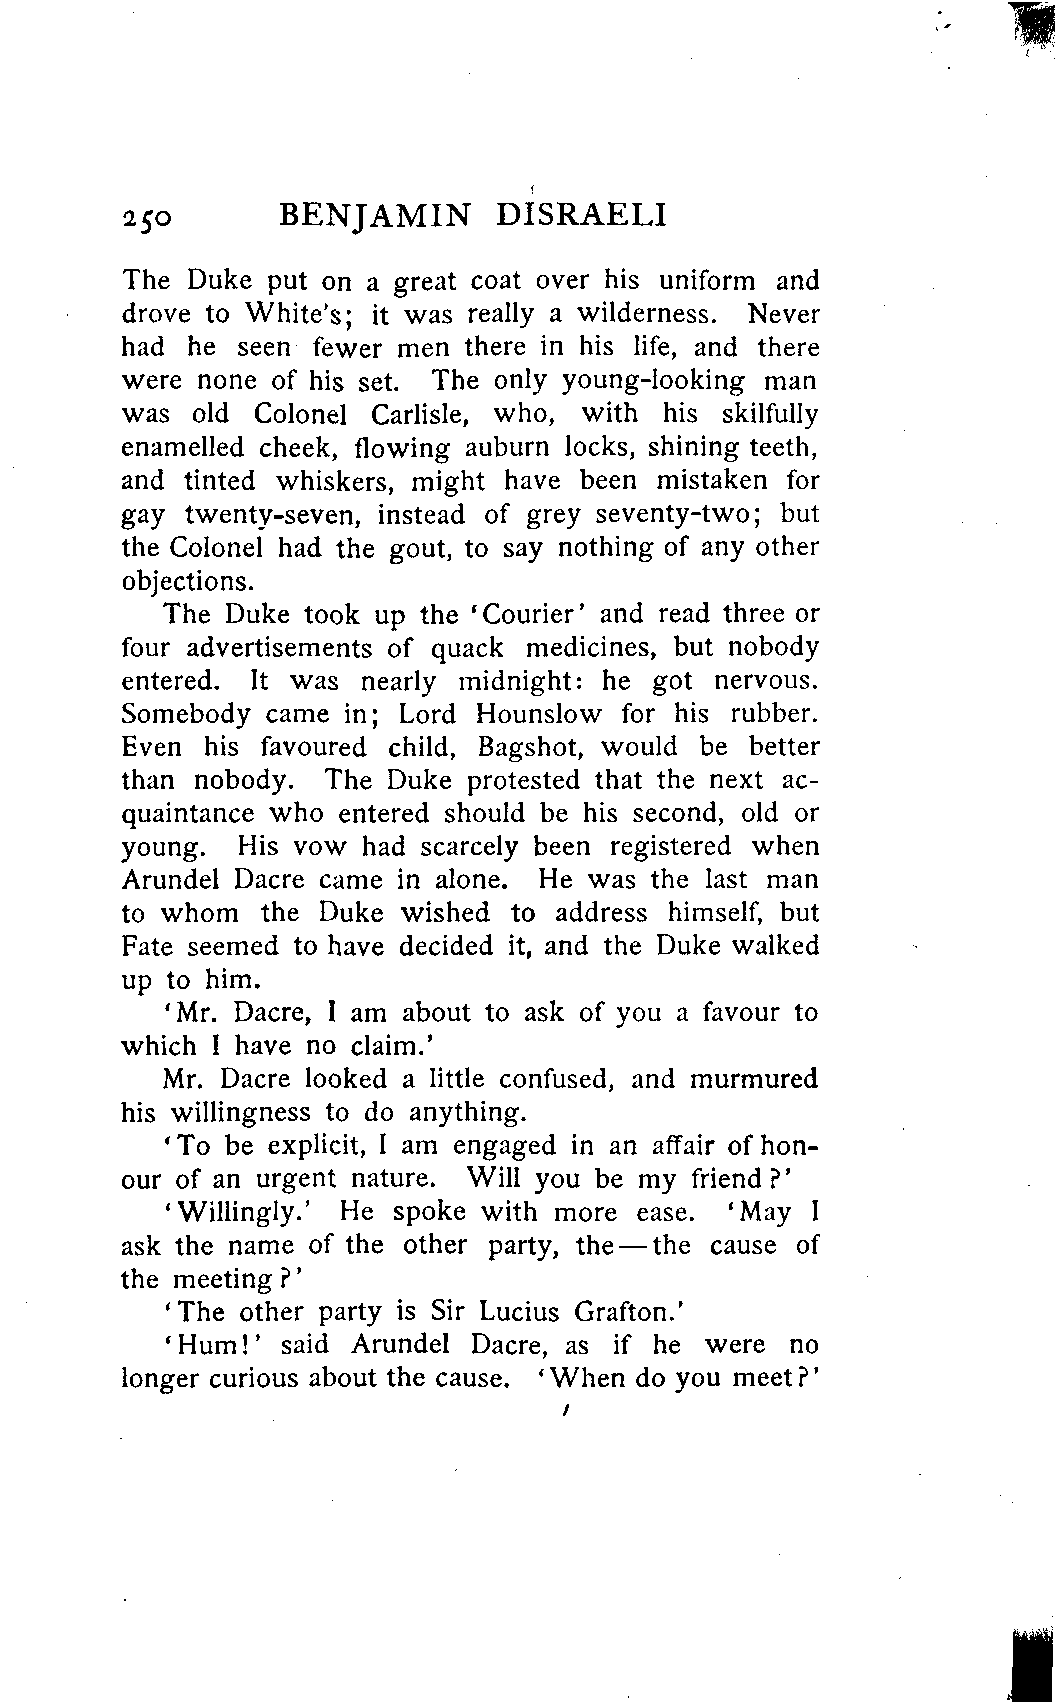 250 BENJAMIN DISRAELI
The Duke put on a great coat over his uniform and
drove to White's; it was really a wilderness. Never
had he seen fewer men there in his life, and there
were none of his set. The only young-looking man
was old Colonel Carlisle, who, with his skilfully
enamelled cheek, flowing auburn locks, shining teeth,
and tinted whiskers, might have been mistaken for
gay twenty-seven, instead of grey seventy-two; but
the Colonel had the gout, to say nothing of any other
objections.
The Duke took up the ‘Courier’ and read three or
four advertisements of quack medicines, but nobody
entered. It was nearly midnight: he got nervous.
Somebody came in; Lord Hounslow for his rubber.
Even his favoured child, Bagshot, would be better
than nobody. The Duke protested that the next ac-
quaintance who entered should be his second, old or
young. His vow had scarcely been registered when
Arundel Dacre came in alone. He was the last man
to whom the Duke wished to address himself, but
Fate seemed to have decided it, and the Duke walked
up to him.
‘Mr. Dacre, I am about to ask of you a favour to
which I have no claim.’
Mr. Dacre looked a little confused, and murmured
his willingness to do anything.
‘To be explicit, I am engaged in an affair of hon-
our of an urgent nature. Will you be my friend?’
‘Willingly.’ He spoke with more ease. ‘May I
ask the name of the other party, the—the cause of
the meeting?’
‘The other party is Sir Lucius Grafton.’
‘Hum!’ said Arundel Dacre, as if he were no
longer curious about the cause. ‘When do you meet?’